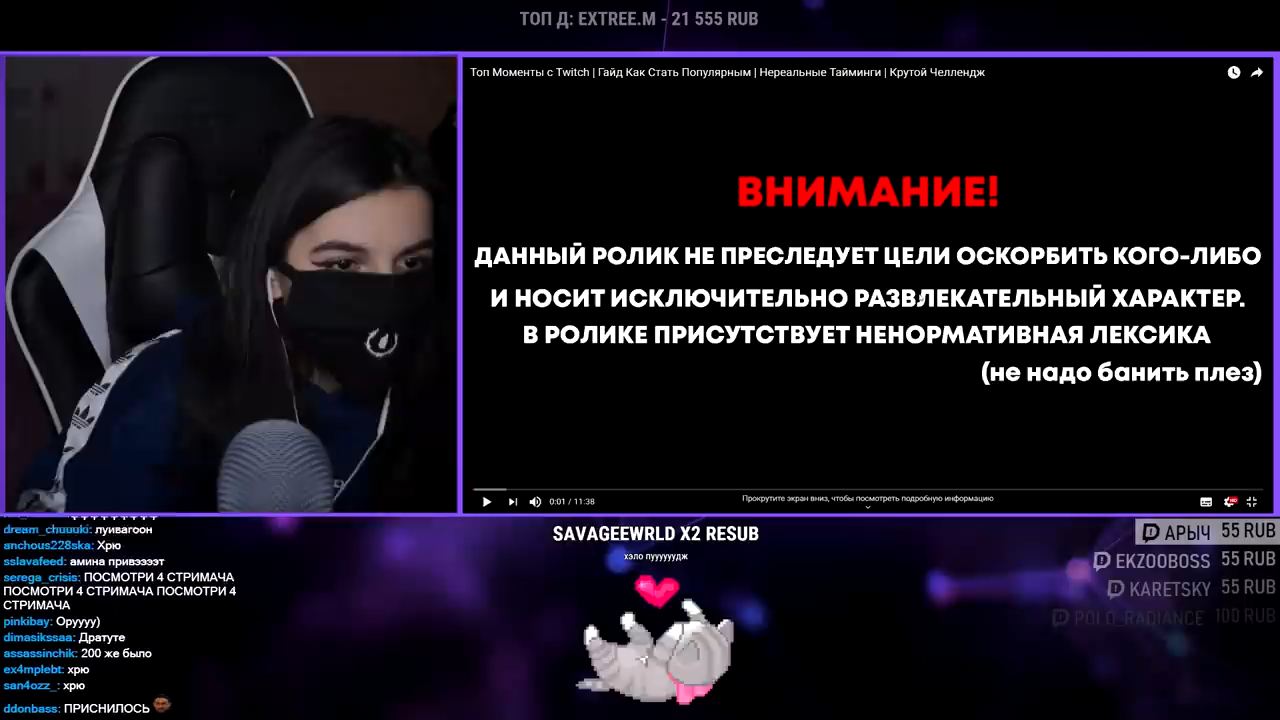 ТОП Д: EXTREE.M - 21 555 RUB
Топ Моменты с Twitch | Гайд Как Стать Популярным | Нереальные Тайминги | Крутой Челлендж
ВНИМАНИЕ!
ДАННЫЙ РОЛИК НЕ ПРЕСЛЕДУЕТ ЦЕЛИ ОСКОРБИТЬ КОГО-ЛИБО
И НОСИТ ИСКЛЮЧИТЕЛЬНО РАЗВЛЕКАТЕЛЬНЫЙ ХАРАКТЕР.
В РОЛИКЕ ПРИСУТСТВУЕТ НЕНОРМАТИВНАЯ ЛЕКСИКА
(не надо банить плез)
0:01 / 11:38
Прокрутите экран вниз, чтобы посмотреть подробную информацию
HD
dream_chuuuki: луивагоон
anchous228ska: Хрю
sslavafeed: амина привэзээт
serega_crisis: ПОСМОТРИ 4 СТРИМАЧА
ПОСМОТРИ 4 СТРИМАЧА ПОСМОТРИ 4
СТРИМАЧА
pinkibay: Оруууу)
dimasikssaa: Дратуте
assassinchik: 200 же было
ex4mplebt: хрю
san4ozz_: хрю
ddonbass: ПРИСНИЛОСЬ
SAVAGEEWRLD X2 RESUB
хэло пуууууудж
АРЫЧ 55 RUB
EKZOOBOSS 55 RUB
KARETSKY 55 RUB
POLO_RADIANCE 100 RUB